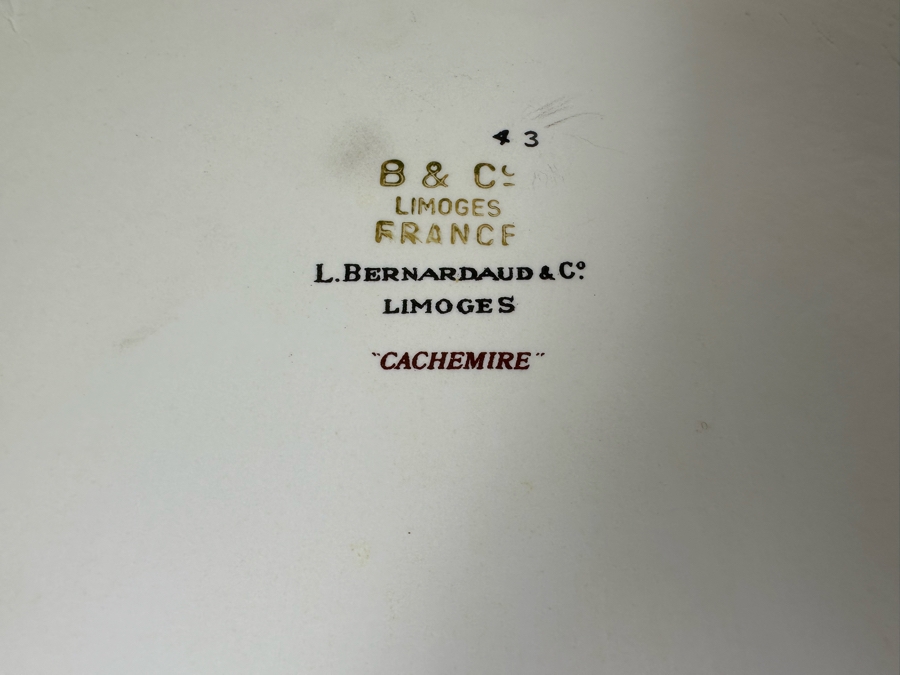 43
B & Co
LIMOGES
FRANCE
L. BERNARDAUD & Co.
LIMOGES
"CACHEMIRE"